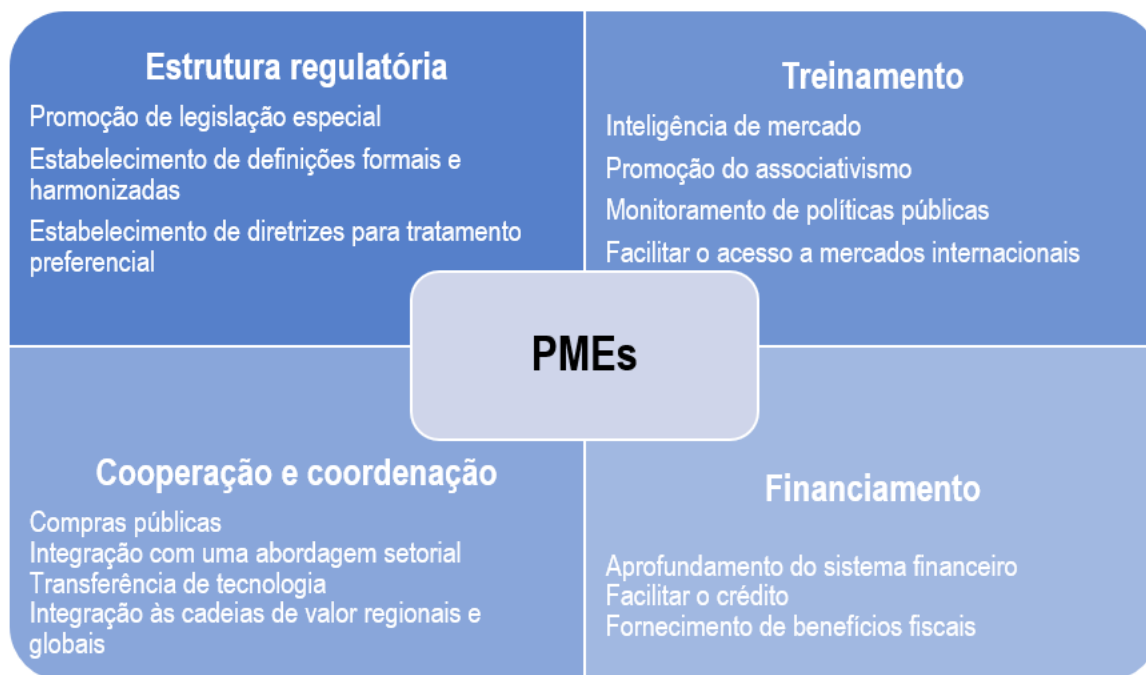 Estrutura regulatória
Promoção de legislação especial
Estabelecimento de definições formais e
harmonizadas
Estabelecimento de diretrizes para tratamento
preferencial
Treinamento
Inteligência de mercado
Promoção do associativismo
Monitoramento de políticas públicas
Facilitar o acesso a mercados internacionais
PMEs
Cooperação e coordenação
Compras públicas
Integração com uma abordagem setorial
Transferência de tecnologia
Integração às cadeias de valor regionais e
globais
Financiamento
Aprofundamento do sistema financeiro
Facilitar o crédito
Fornecimento de benefícios fiscais